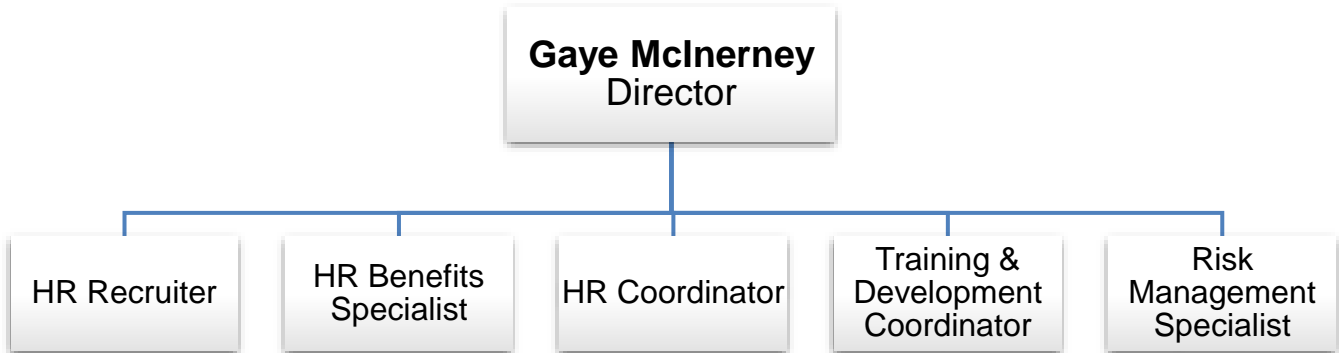 Gaye McInerney
Director
HR Recruiter
HR Benefits
Specialist
HR Coordinator
Training &
Development
Coordinator
Risk
Management
Specialist